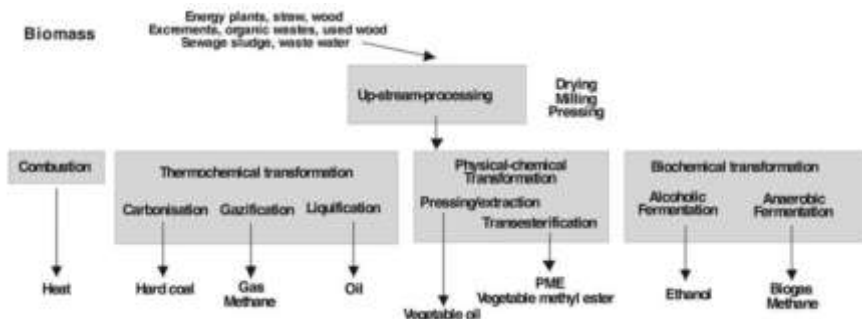 Biomass
Energy plants, straw, wood
Excrements, organic wastes, used wood
Sewage sludge, waste water
Up-stream-processing
Drying
Milling
Pressing
Combustion
Thermochemical transformation
Carbonisation
Gazification
Liquification
Physical-chemical
Transformation
Pressing/extraction
Transesterification
Biochemical transformation
Alcoholic
Fermentation
Anaerobic
Fermentation
Heat
Hard coal
Gas
Methane
Oil
Vegetable oil
PME
Vegetable methyl ester
Ethanol
Biogas
Methane